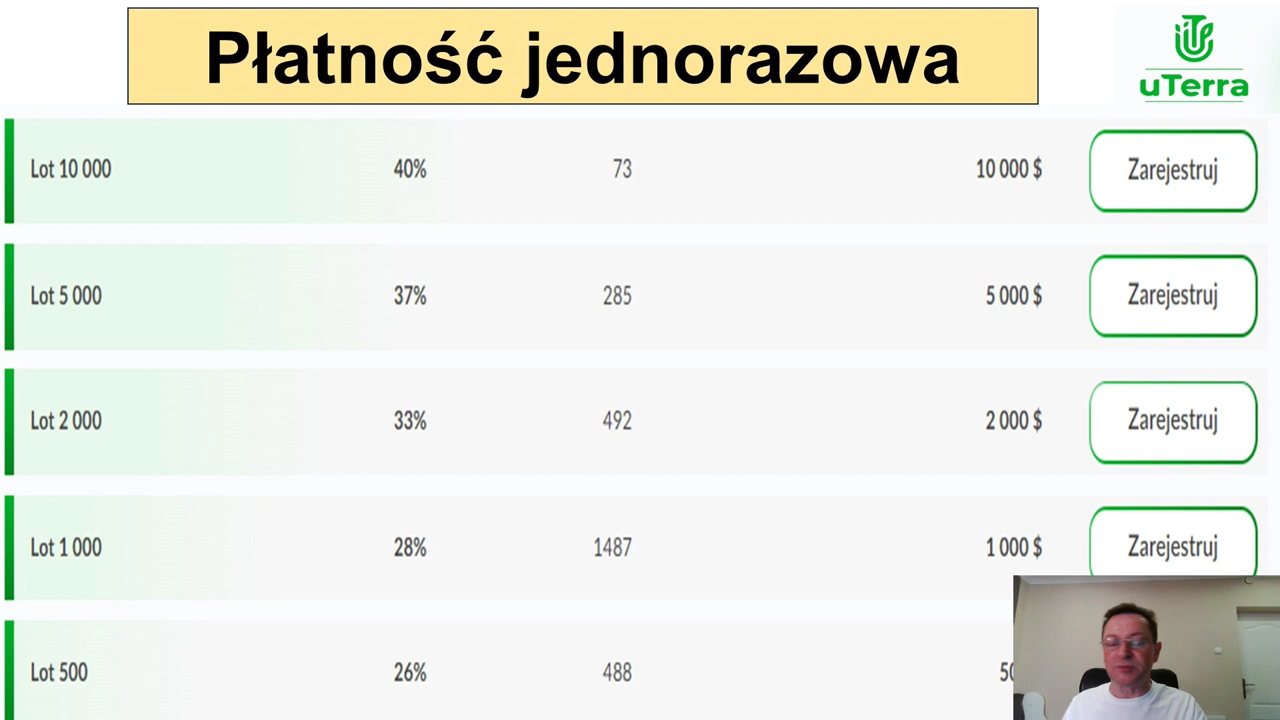 Płatność jednorazowa
uTerra
Lot 10 000 40% 73 10 000 $ Zarejestruj
Lot 5 000 37% 285 5 000 $ Zarejestruj
Lot 2 000 33% 492 2 000 $ Zarejestruj
Lot 1 000 28% 1487 1 000 $ Zarejestruj
Lot 500 26% 488